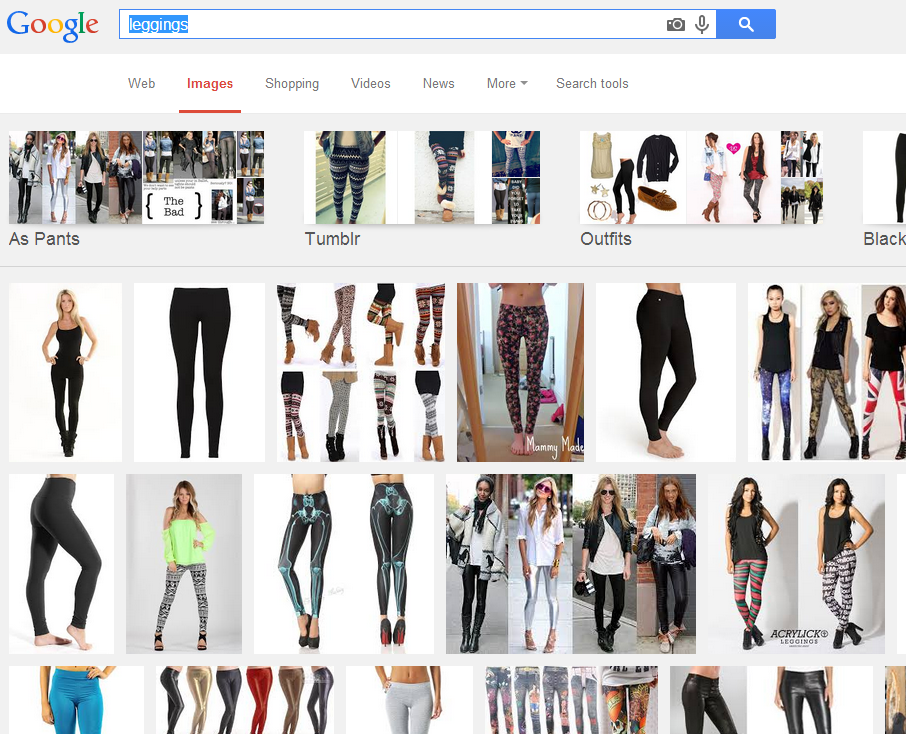 Google
leggings
Web Images Shopping Videos News More Search tools
{ The Bad }
As Pants
Tumblr
Outfits
Black
Mammy Made
ACRYLICK
LEGGINGS